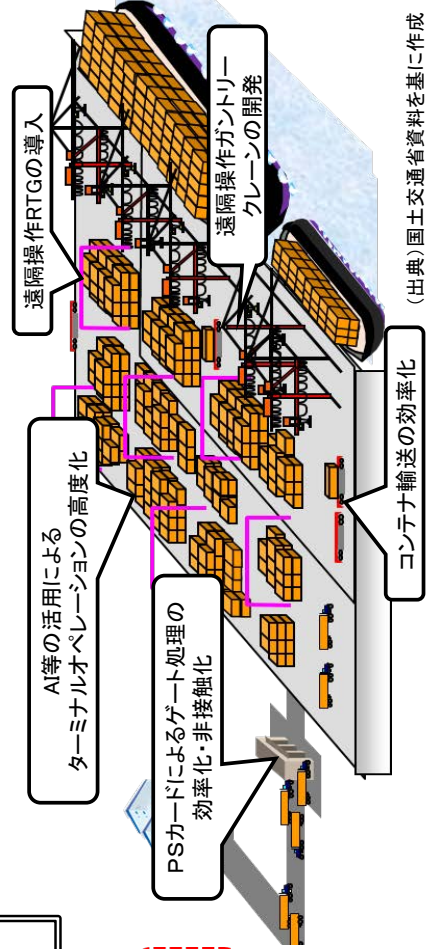 遠隔操作RTGの導入
AI等の活用による
ターミナルオペレーションの高度化
遠隔操作ガントリー
クレーンの開発
PSカードによるゲート処理の
効率化・非接触化
コンテナ輸送の効率化
(出典)国土交通省資料を基に作成